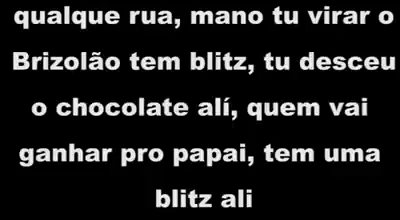 qualque rua, mano tu virar o
Brizolão tem blitz, tu desceu
o chocolate alí, quem vai
ganhar pro papai, tem uma
blitz ali